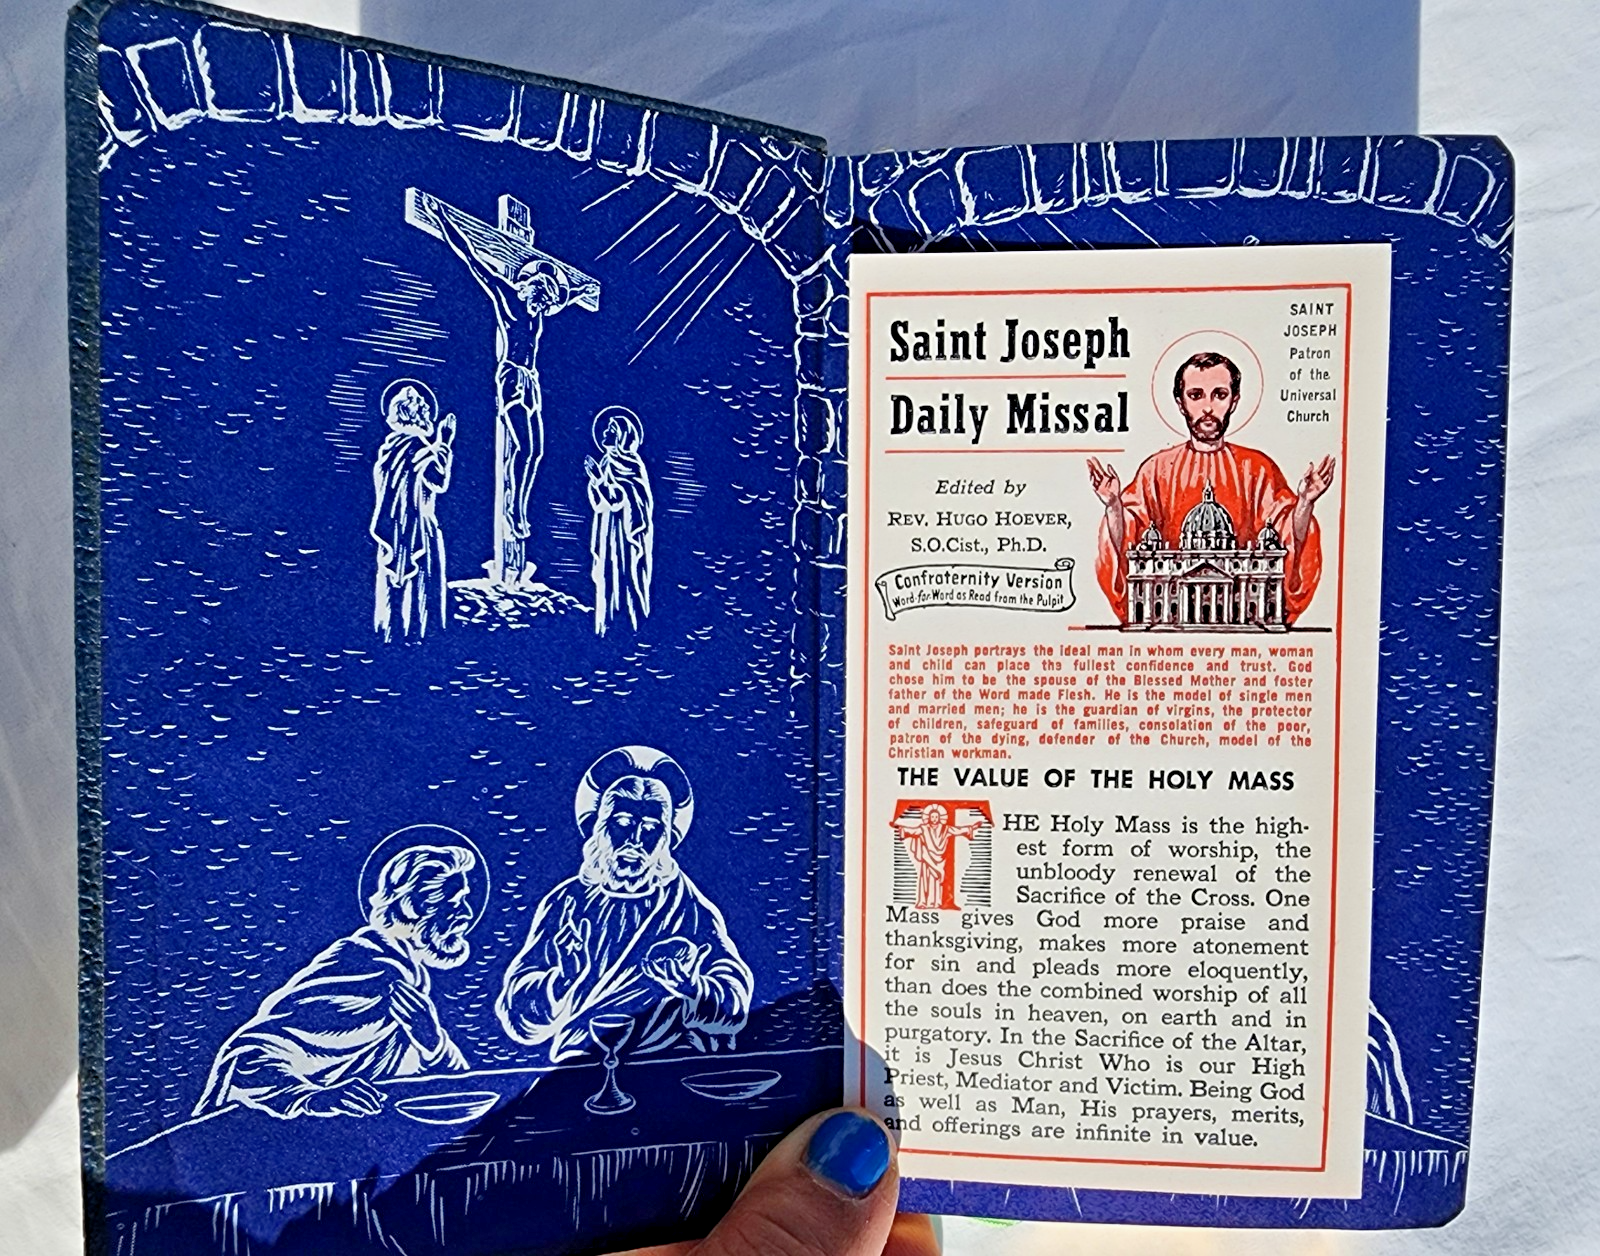 Saint Joseph
Daily Missal
Edited by
REV. HUGO HOEVER,
S.O.Cist., Ph.D.
Confraternity Version
Word-for-Word as Read from the Pulpit
SAINT
JOSEPH
Patron
of the
Universal
Church
Saint Joseph portrays the ideal man in whom every man, woman
and child can place the fullest confidence and trust. God
chose him to be the spouse of the Blessed Mother and foster
father of the Word made Flesh. He is the model of single men
and married men; he is the guardian of virgins, the protector
of children, safeguard of families, consolation of the poor,
patron of the dying, defender of the Church, model of the
Christian workman.
THE VALUE OF THE HOLY MASS
THE Holy Mass is the high-
est form of worship, the
unbloody renewal of the
Sacrifice of the Cross. One
Mass gives God more praise and
thanksgiving, makes more atonement
for sin and pleads more eloquently,
than does the combined worship of all
the souls in heaven, on earth and in
purgatory. In the Sacrifice of the Altar,
it is Jesus Christ Who is our High
Priest, Mediator and Victim. Being God
as well as Man, His prayers, merits,
and offerings are infinite in value.